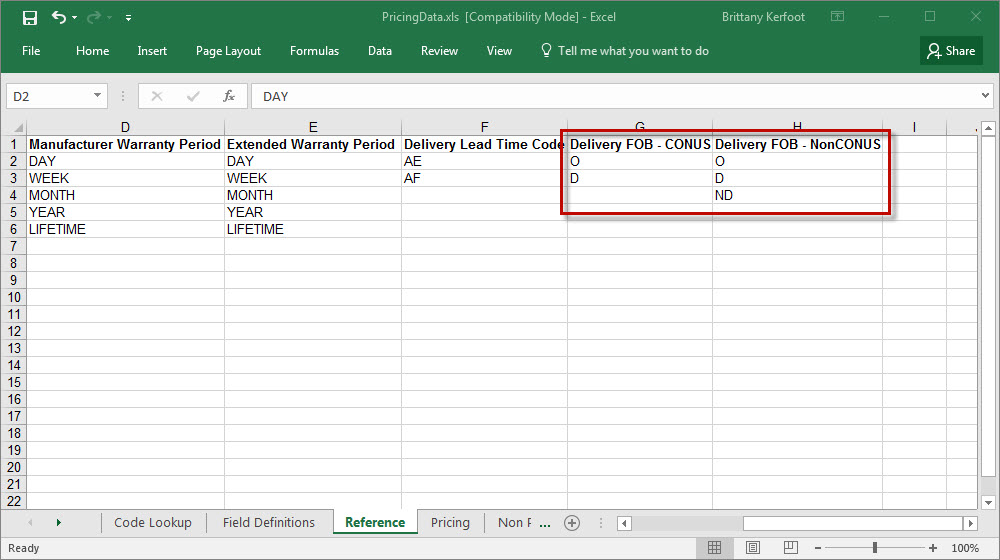 PricingData.xls [Compatibility Mode] - Excel Brittany Kerfoot
File Home Insert Page Layout Formulas Data Review View Tell me what you want to do Share
D2 fx DAY
D E F G H I
1 Manufacturer Warranty Period Extended Warranty Period Delivery Lead Time Code Delivery FOB - CONUS Delivery FOB - NonCONUS
2 DAY DAY AE O O
3 WEEK WEEK AF D D
4 MONTH MONTH ND
5 YEAR YEAR
6 LIFETIME LIFETIME
7
8
9
10
11
12
13
14
15
16
17
18
19
20
21
22
Code Lookup Field Definitions Reference Pricing Non ...
Ready 100%